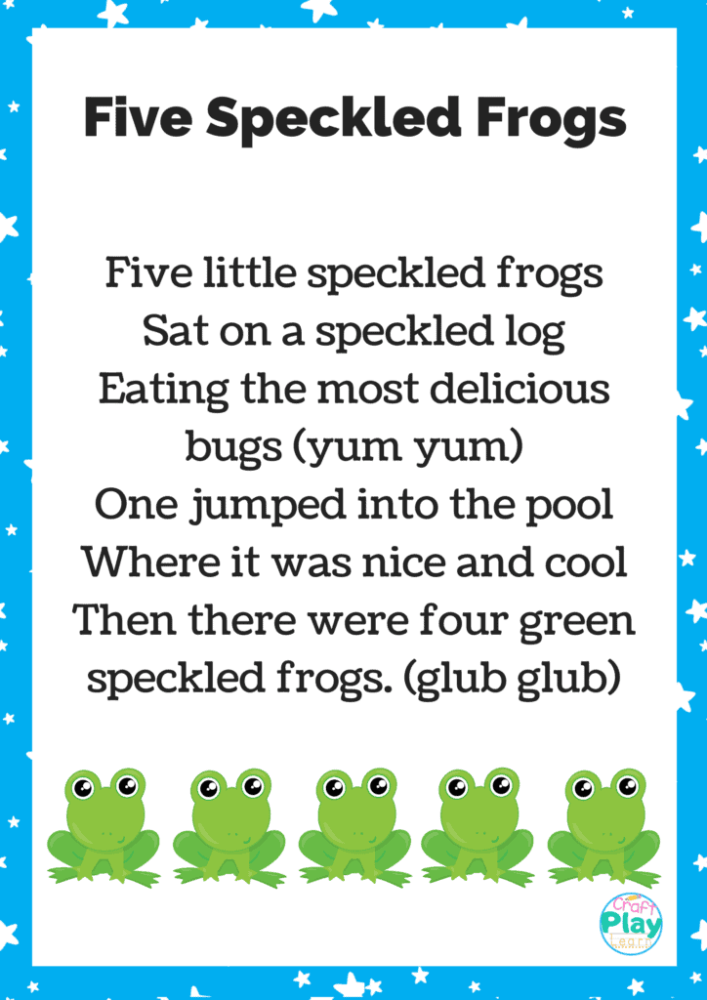 Five Speckled Frogs
Five little speckled frogs
Sat on a speckled log
Eating the most delicious
bugs (yum yum)
One jumped into the pool
Where it was nice and cool
Then there were four green
speckled frogs. (glub glub)
Craft
Play
Learn